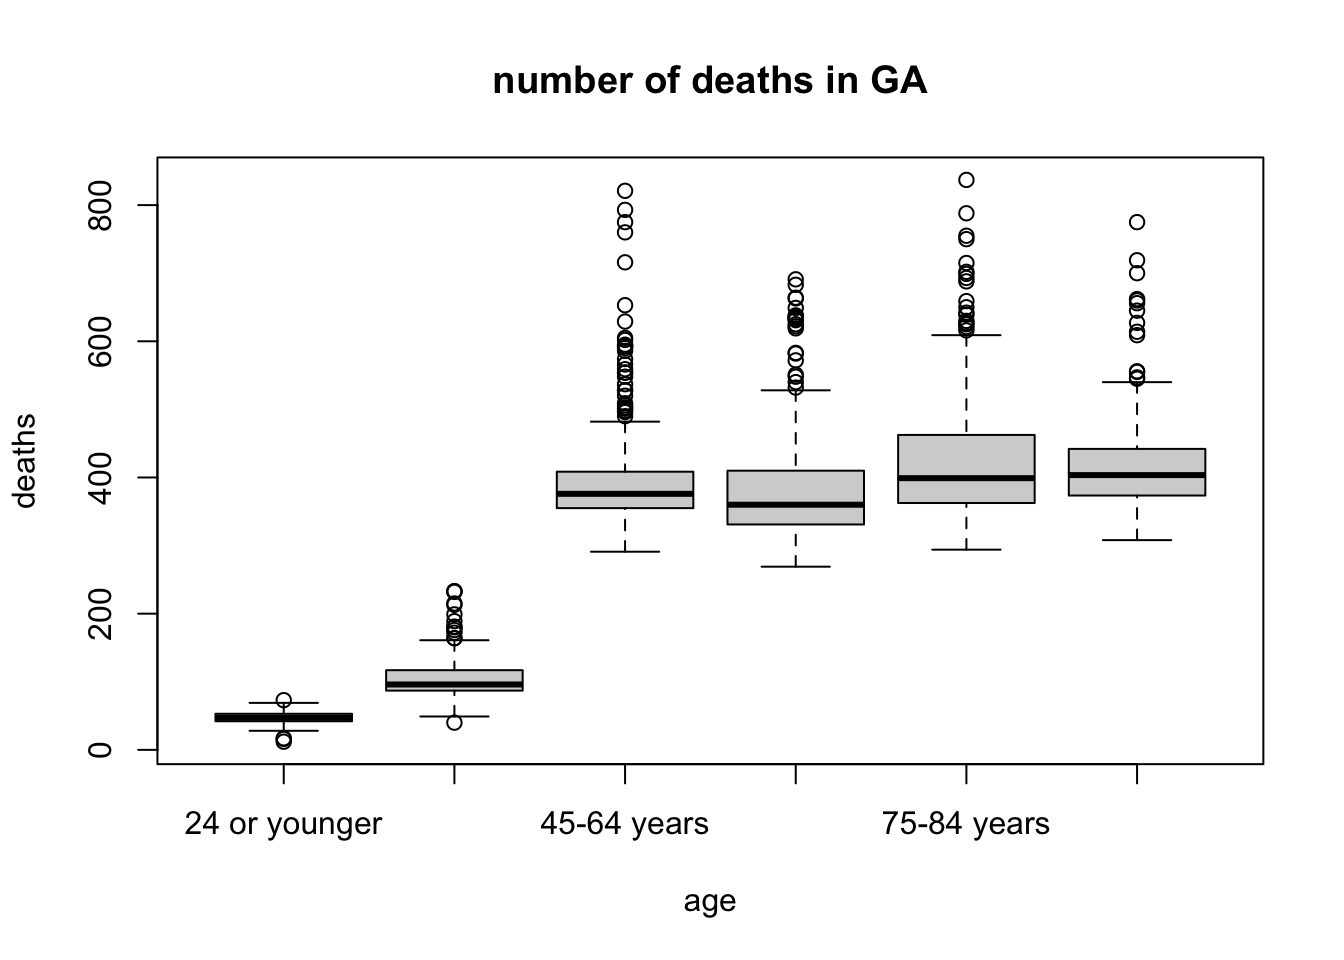 number of deaths in GA
deaths
800
600
400
200
0
24 or younger
45-64 years
75-84 years
age